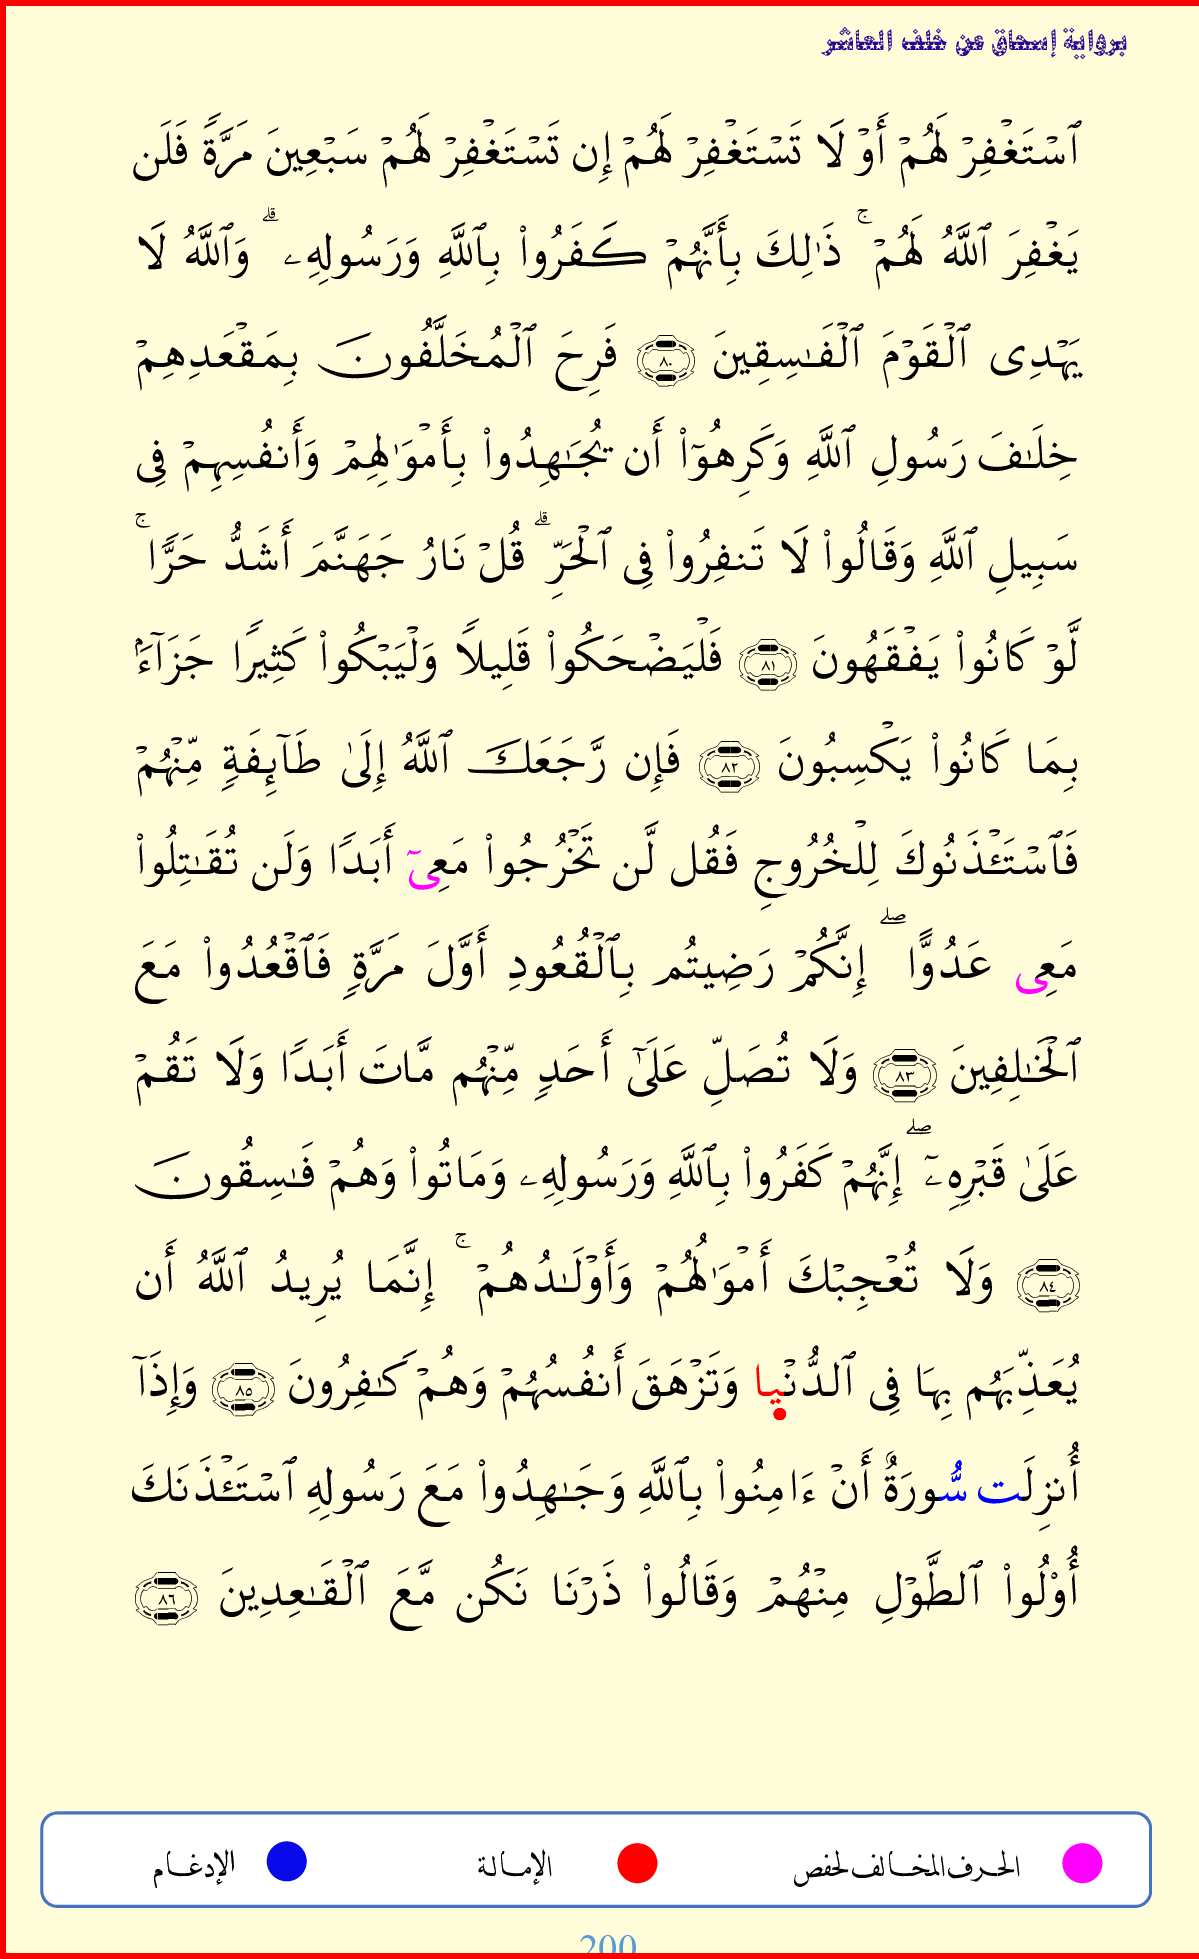 برواية إسحاق عن خلف العاشر
ٱسۡتَغۡفِرۡ لَهُمۡ أَوۡ لَا تَسۡتَغۡفِرۡ لَهُمۡ إِن تَسۡتَغۡفِرۡ لَهُمۡ سَبۡعِينَ مَرَّةٗ فَلَن
يَغۡفِرَ ٱللَّهُ لَهُمۡۚ ذَٰلِكَ بِأَنَّهُمۡ كَفَرُواْ بِٱللَّهِ وَرَسُولِهِۦۗ وَٱللَّهُ لَا
يَهۡدِي ٱلۡقَوۡمَ ٱلۡفَٰسِقِينَ ٨٠ فَرِحَ ٱلۡمُخَلَّفُونَ بِمَقۡعَدِهِمۡ
خِلَٰفَ رَسُولِ ٱللَّهِ وَكَرِهُوٓاْ أَن يُجَٰهِدُواْ بِأَمۡوَٰلِهِمۡ وَأَنفُسِهِمۡ فِي
سَبِيلِ ٱللَّهِ وَقَالُواْ لَا تَنفِرُواْ فِي ٱلۡحَرِّۗ قُلۡ نَارُ جَهَنَّمَ أَشَدُّ حَرّٗاۚ
لَّوۡ كَانُواْ يَفۡقَهُونَ ٨١ فَلۡيَضۡحَكُواْ قَلِيلٗا وَلۡيَبۡكُواْ كَثِيرٗا جَزَآءَۢ
بِمَا كَانُواْ يَكۡسِبُونَ ٨٢ فَإِن رَّجَعَكَ ٱللَّهُ إِلَىٰ طَآئِفَةٖ مِّنۡهُمۡ
فَٱسۡتَـٔۡذَنُوكَ لِلۡخُرُوجِ فَقُل لَّن تَخۡرُجُواْ مَعِيٓ أَبَدٗا وَلَن تُقَٰتِلُواْ
مَعِي عَدُوًّاۖ إِنَّكُمۡ رَضِيتُم بِٱلۡقُعُودِ أَوَّلَ مَرَّةٖ فَٱقۡعُدُواْ مَعَ
ٱلۡخَٰلِفِينَ ٨٣ وَلَا تُصَلِّ عَلَىٰٓ أَحَدٖ مِّنۡهُم مَّاتَ أَبَدٗا وَلَا تَقُمۡ
عَلَىٰ قَبۡرِهِۦٓۖ إِنَّهُمۡ كَفَرُواْ بِٱللَّهِ وَرَسُولِهِۦ وَمَاتُواْ وَهُمۡ فَٰسِقُونَ
٨٤ وَلَا تُعۡجِبۡكَ أَمۡوَٰلُهُمۡ وَأَوۡلَٰدُهُمۡۚ إِنَّمَا يُرِيدُ ٱللَّهُ أَن
يُعَذِّبَهُم بِهَا فِي ٱلدُّنۡيا وَتَزۡهَقَ أَنفُسُهُمۡ وَهُمۡ كَٰفِرُونَ ٨٥ وَإِذَآ
أُنزِلَت سُّورَةٌ أَنۡ ءَامِنُواْ بِٱللَّهِ وَجَٰهِدُواْ مَعَ رَسُولِهِ ٱسۡتَـٔۡذَنَكَ
أُوْلُواْ ٱلطَّوۡلِ مِنۡهُمۡ وَقَالُواْ ذَرۡنَا نَكُن مَّعَ ٱلۡقَٰعِدِينَ ٨٦
الحرف المخالف لحفص الإمالة الإدغام
200